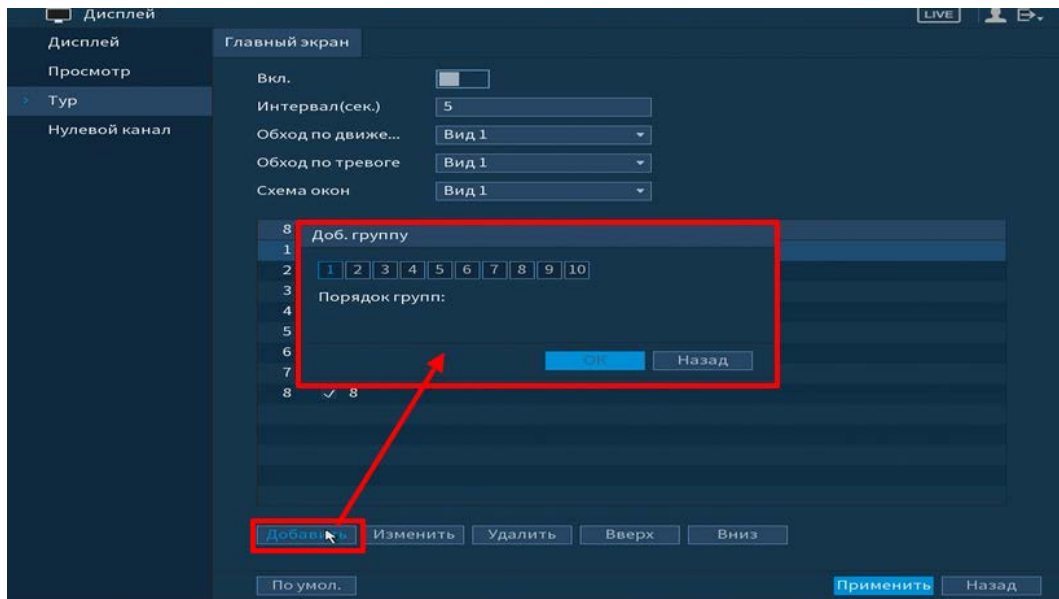 Дисплей LIVE
Дисплей
Главный экран
Просмотр
Вкл.
Тур
Интервал(сек.) 5
Нулевой канал
Обход по движе... Вид 1
Обход по тревоге Вид 1
Схема окон Вид 1
8
Доб. группу
1
2
1 2 3 4 5 6 7 8 9 10
3
Порядок групп:
4
5
6
OK Назад
7
8 8
Добавить Изменить Удалить Вверх Вниз
По умол. Применить Назад